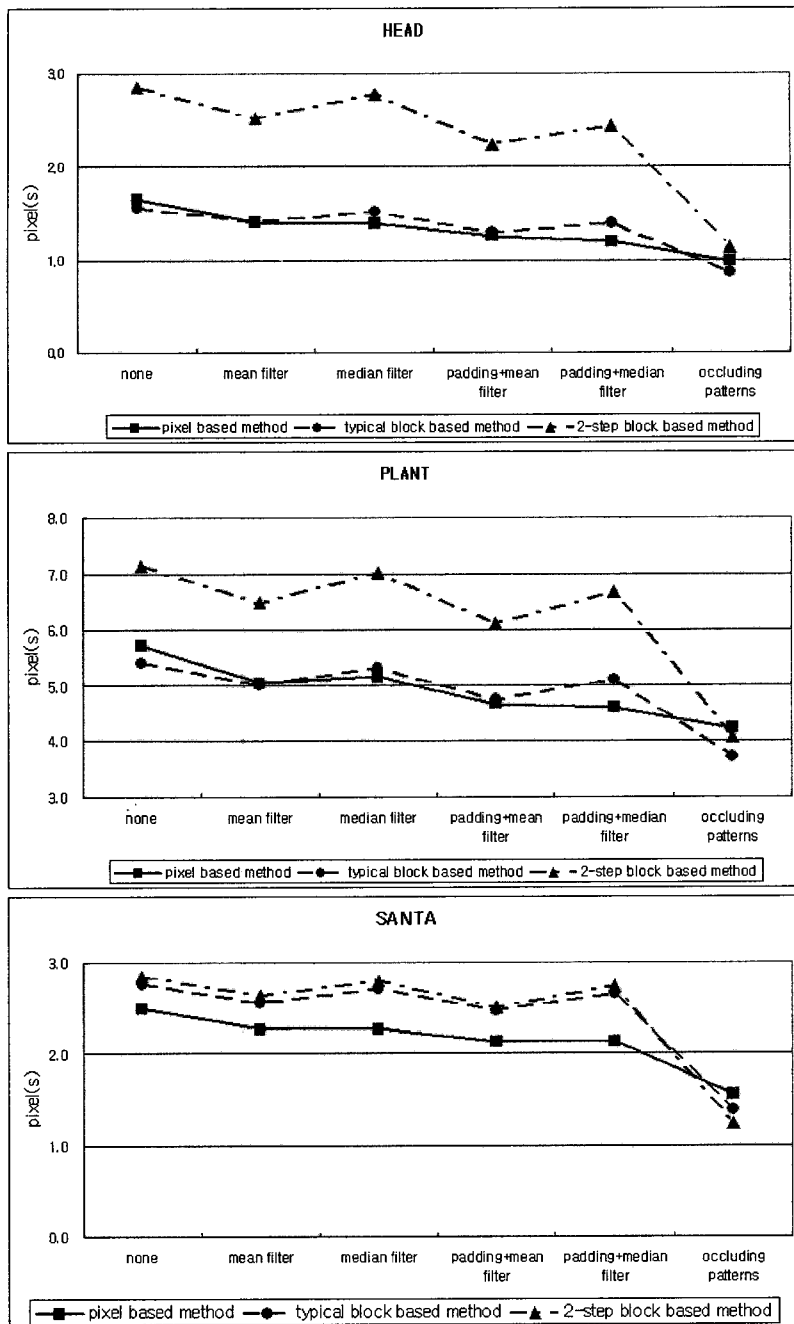 HEAD
3.0
2.0
1.0
0.0
pixel(s)
none
mean filter
median filter
padding+mean filter
padding+median filter
occluding patterns
pixel based method
typical block based method
2-step block based method
PLANT
8.0
7.0
6.0
5.0
4.0
3.0
pixel(s)
none
mean filter
median filter
padding+mean filter
padding+median filter
occluding patterns
pixel based method
typical block based method
2-step block based method
SANTA
3.0
2.0
1.0
0.0
pixel(s)
none
mean filter
median filter
padding+mean filter
padding+median filter
occluding patterns
pixel based method
typical block based method
2-step block based method